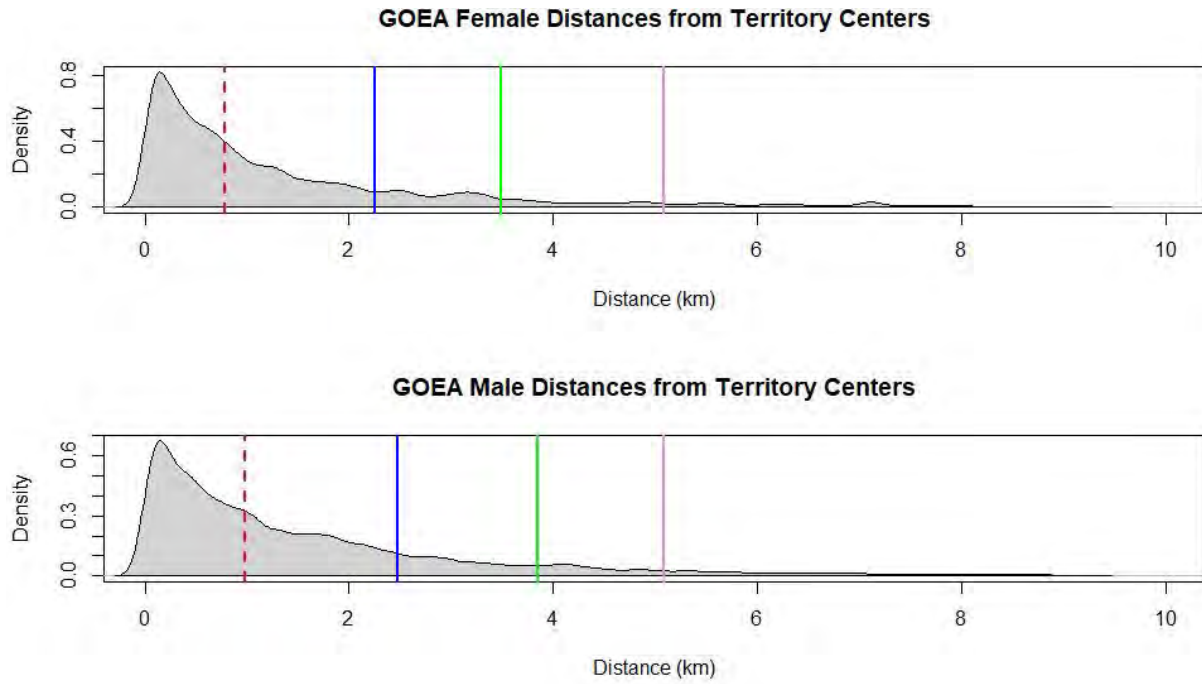 GOEA Female Distances from Territory Centers
Density
0.0 0.4 0.8
0 2 4 6 8 10
Distance (km)
GOEA Male Distances from Territory Centers
Density
0.0 0.3 0.6
0 2 4 6 8 10
Distance (km)